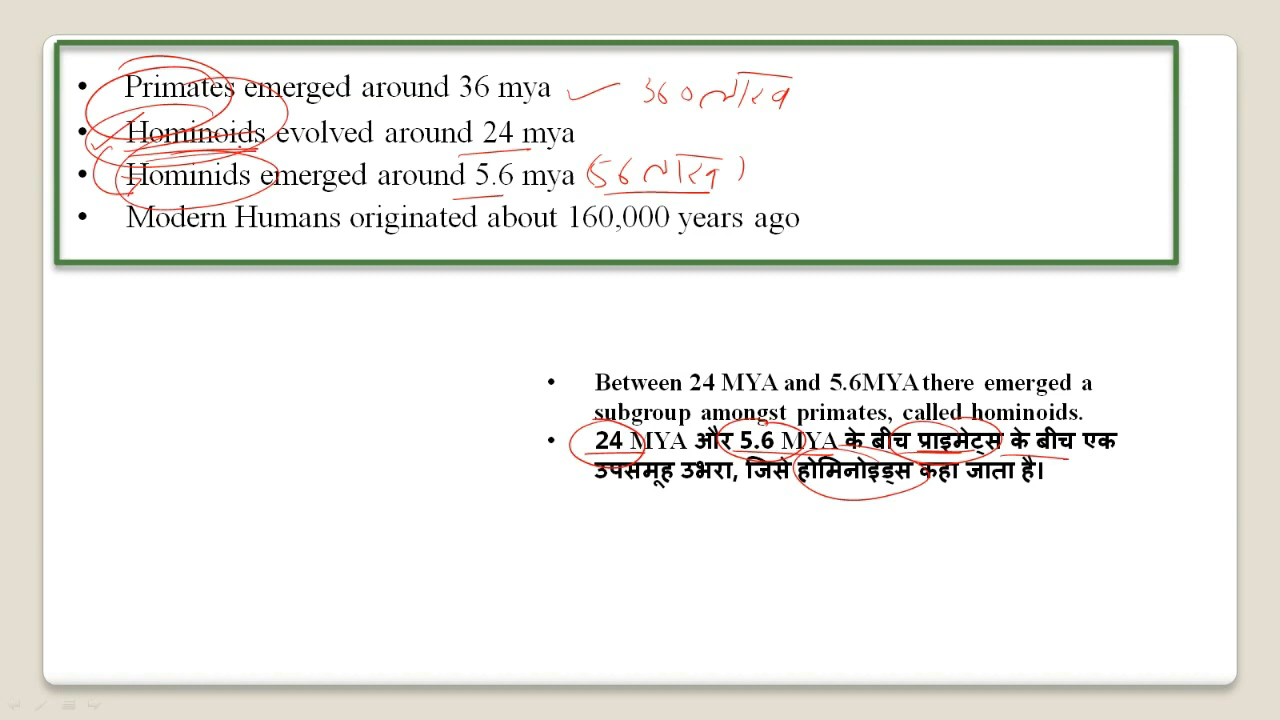 • Primates emerged around 36 mya ✓ 360 लाख
• Hominoids evolved around 24 mya
• Hominids emerged around 5.6 mya (56 लाख)
• Modern Humans originated about 160,000 years ago
• Between 24 MYA and 5.6MYA there emerged a
subgroup amongst primates, called hominoids.
• 24 MYA और 5.6 MYA के बीच प्राइमेट्स के बीच एक
उपसमूह उभरा, जिसे होमिनोइड्स कहा जाता है।